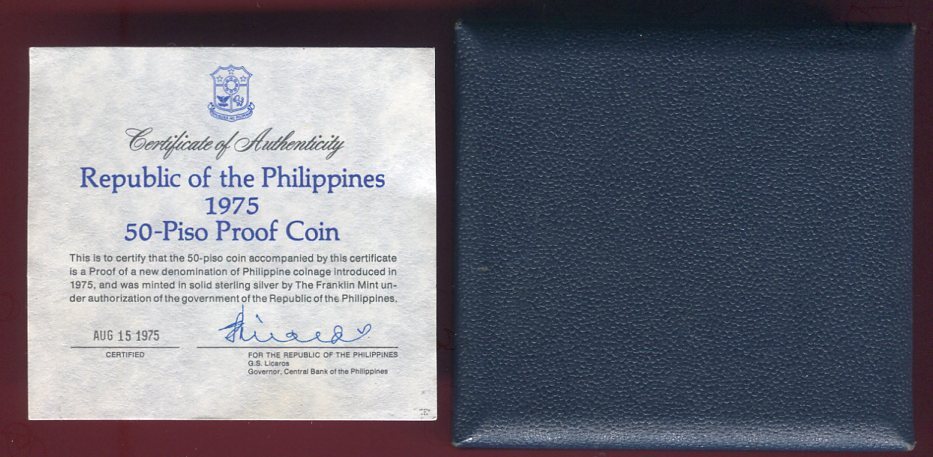 Certificate of Authenticity
Republic of the Philippines
1975
50-Piso Proof Coin
This is to certify that the 50-piso coin accompanied by this certificate
is a Proof of a new denomination of Philippine coinage introduced in
1975, and was minted in solid sterling silver by The Franklin Mint un-
der authorization of the government of the Republic of the Philippines.
AUG 15 1975
CERTIFIED
FOR THE REPUBLIC OF THE PHILIPPINES
G.S. Licaros
Governor, Central Bank of the Philippines